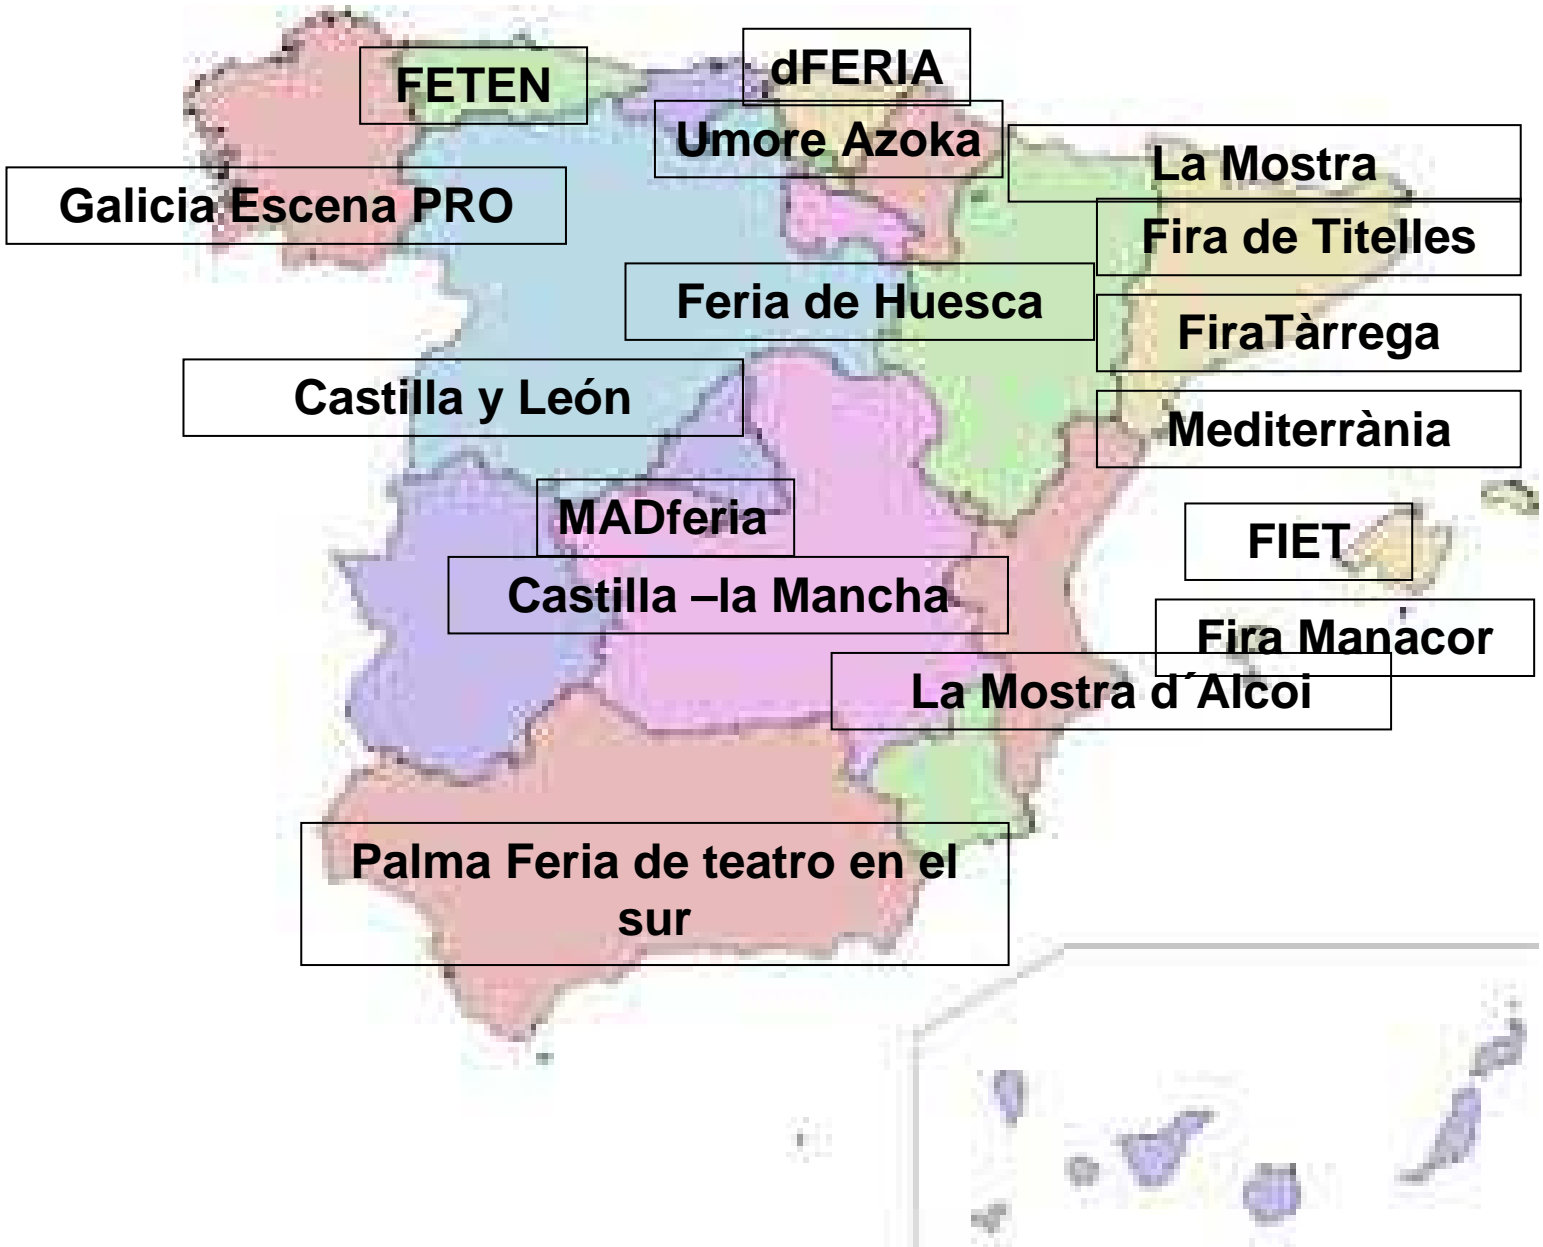 dFERIA
FETEN
Umore Azoka
La Mostra
Galicia Escena PRO
Fira de Titelles
Feria de Huesca
FiraTàrrega
Castilla y León
Mediterrània
MADferia
FIET
Castilla –la Mancha
Fira Manacor
La Mostra d´Alcoi
Palma Feria de teatro en el
sur